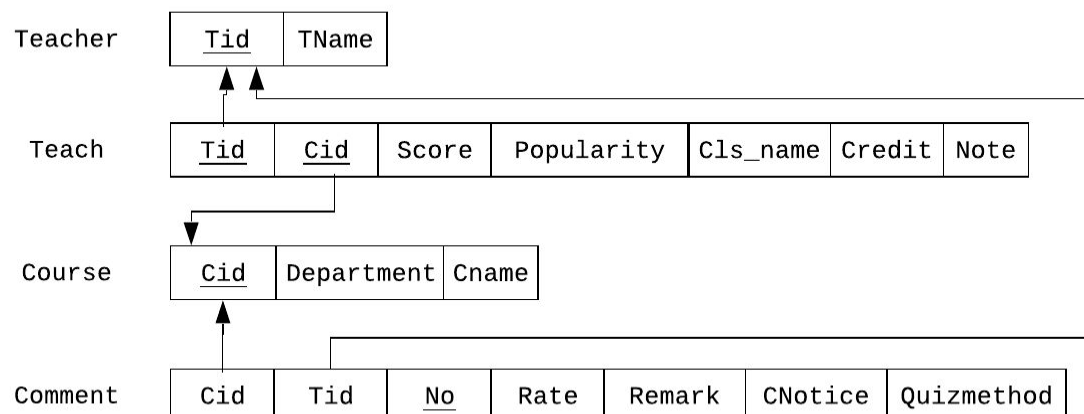 Teacher Tid TName
Teach Tid Cid Score Popularity Cls_name Credit Note
Course Cid Department Cname
Comment Cid Tid No Rate Remark CNotice Quizmethod